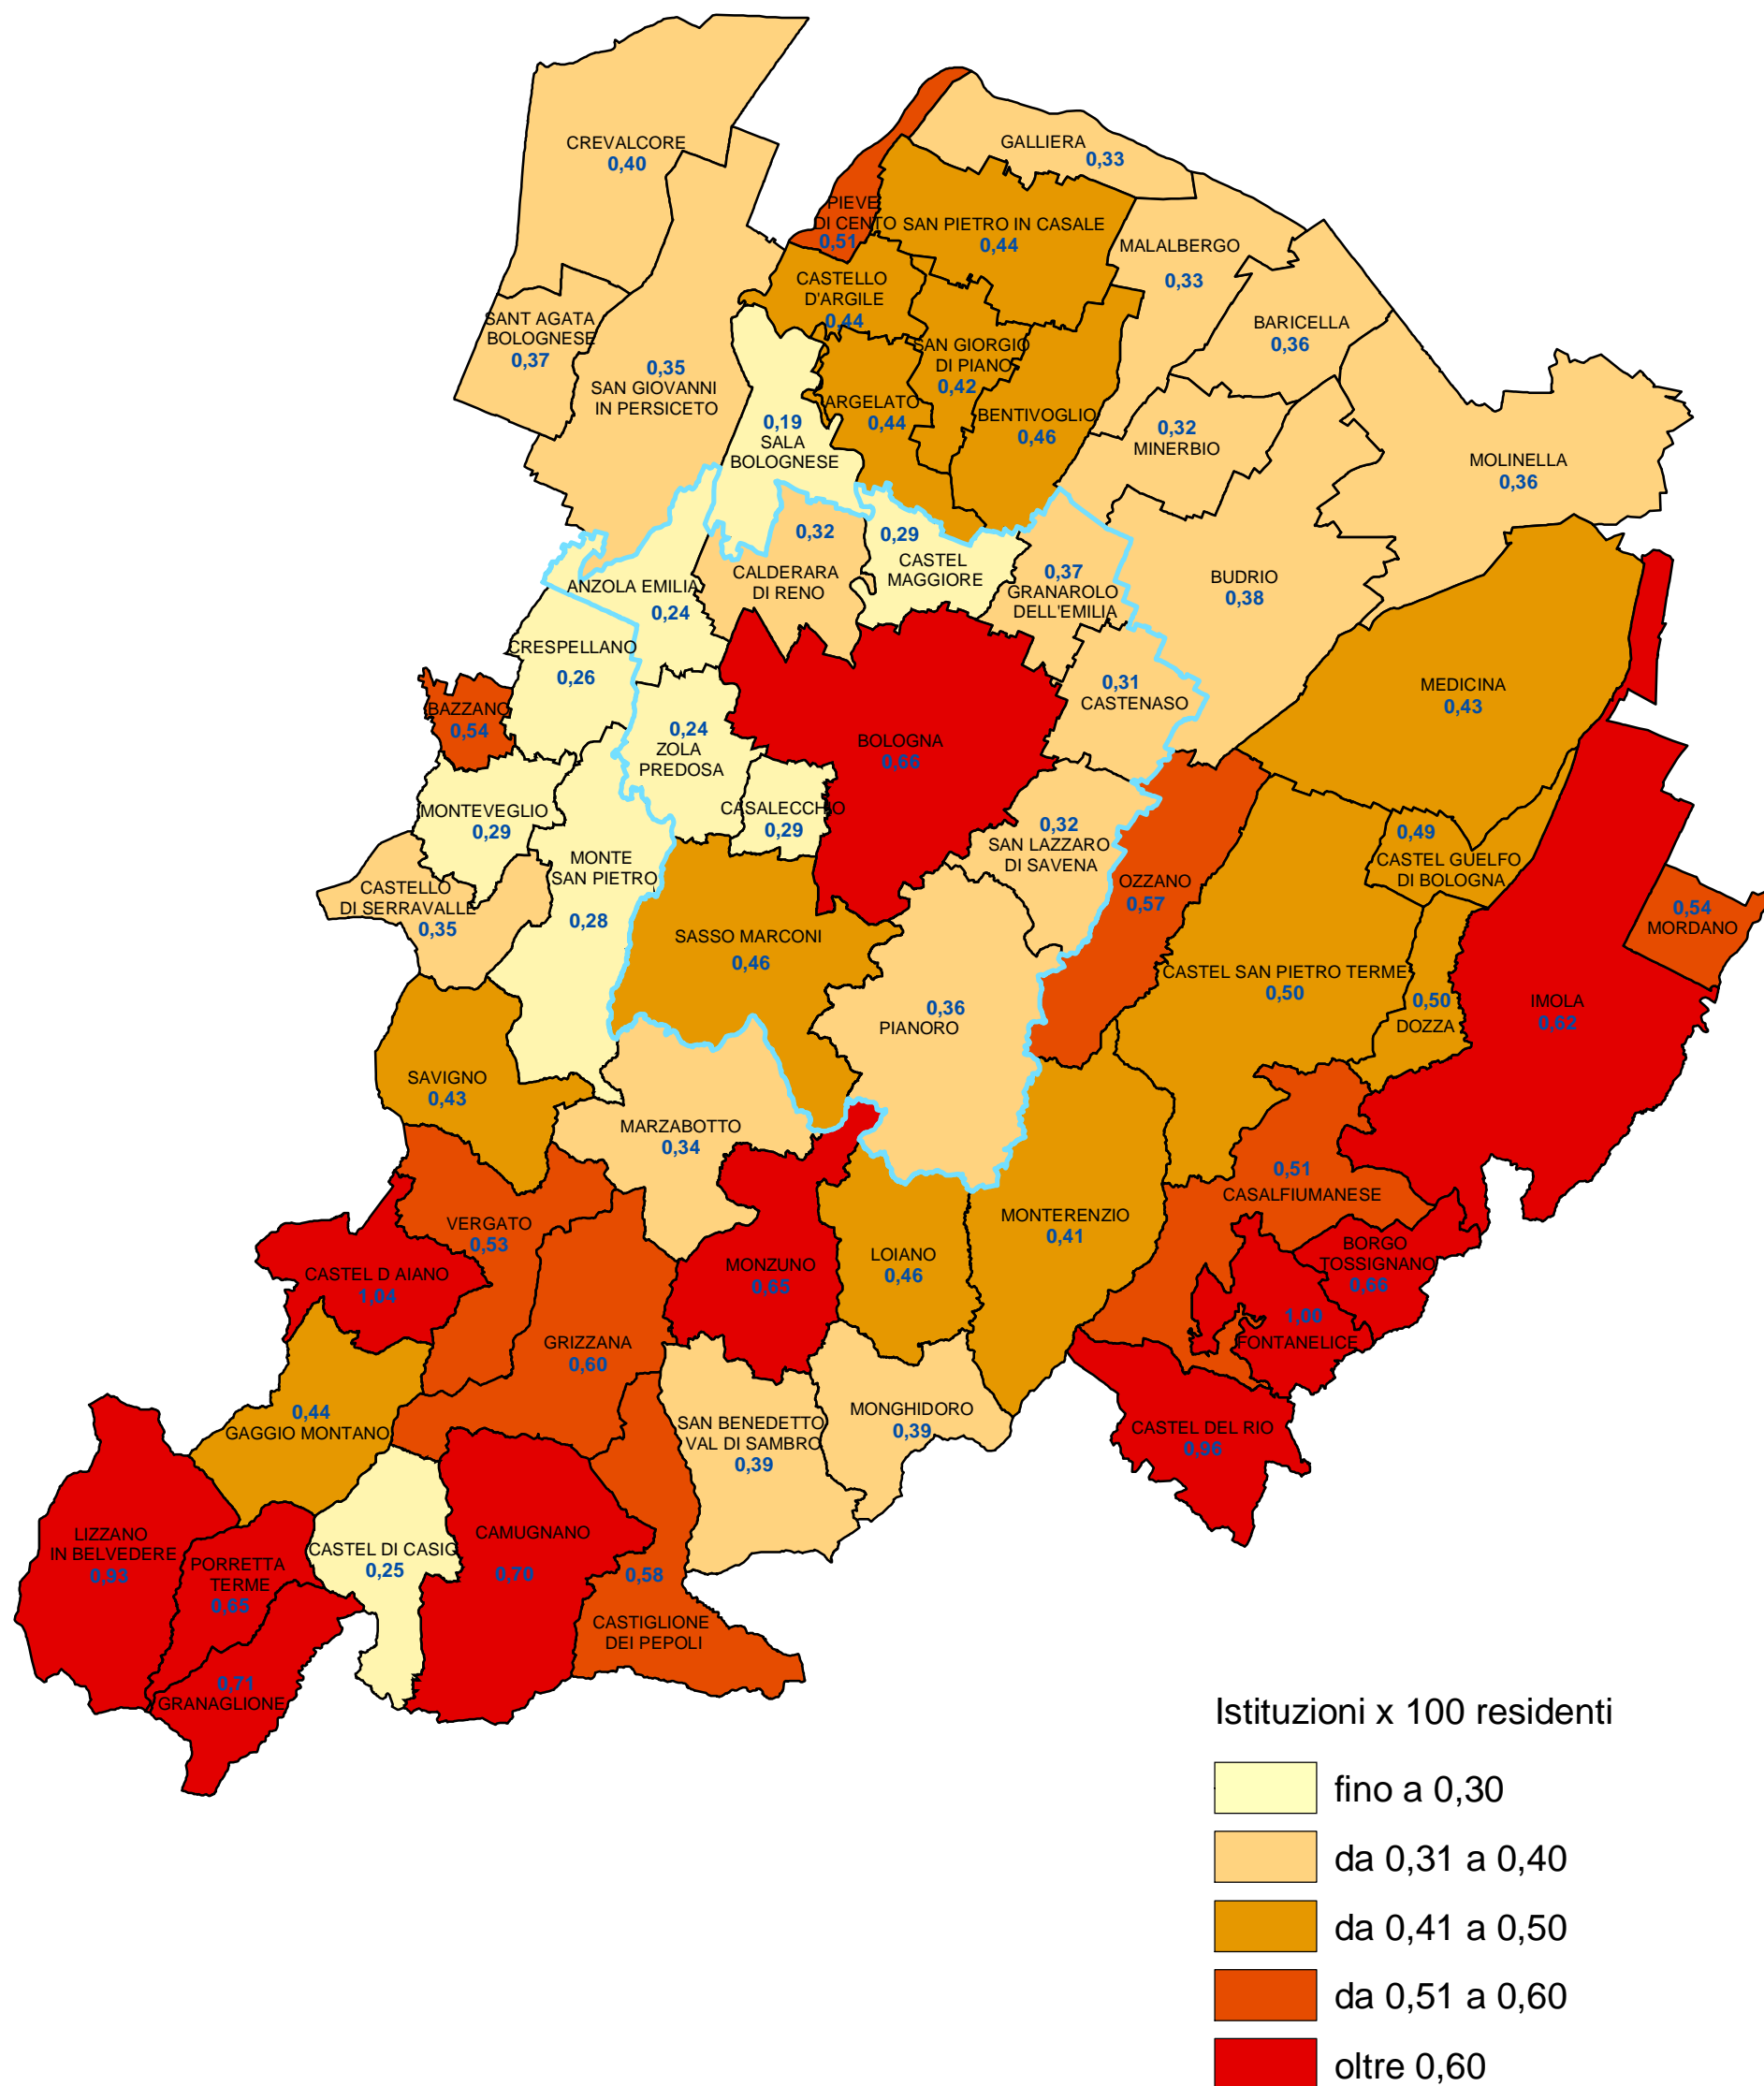 CREVALCORE
0,40
GALLIERA
0,33
PIEVE
DI CENTO
0,51
SAN PIETRO IN CASALE
0,44
MALALBERGO
0,33
CASTELLO
D'ARGILE
0,44
SANT AGATA
BOLOGNESE
0,37
BARICELLA
0,36
0,35
SAN GIOVANNI
IN PERSICETO
SAN GIORGIO
DI PIANO
0,42
ARGELATO
0,44
BENTIVOGLIO
0,46
0,19
SALA
BOLOGNESE
0,32
MINERBIO
MOLINELLA
0,36
0,32
CALDERARA
DI RENO
0,29
CASTEL
MAGGIORE
0,37
GRANAROLO
DELL'EMILIA
BUDRIO
0,38
ANZOLA EMILIA
0,24
CRESPELLANO
0,26
0,31
CASTENASO
MEDICINA
0,43
BAZZANO
0,54
0,24
ZOLA
PREDOSA
BOLOGNA
0,66
MONTEVEGLIO
0,29
CASALECCHIO
0,29
0,32
SAN LAZZARO
DI SAVENA
0,49
CASTEL GUELFO
DI BOLOGNA
MONTE
SAN PIETRO
0,28
CASTELLO
DI SERRAVALLE
0,35
OZZANO
0,57
0,54
MORDANO
SASSO MARCONI
0,46
CASTEL SAN PIETRO TERME
0,50
0,50
DOZZA
IMOLA
0,62
0,36
PIANORO
SAVIGNO
0,43
MARZABOTTO
0,34
0,51
CASALFIUMANESE
VERGATO
0,53
MONTERENZIO
0,41
CASTEL D AIANO
1,04
MONZUNO
0,65
LOIANO
0,46
BORGO
TOSSIGNANO
0,66
1,00
FONTANELICE
GRIZZANA
0,60
0,44
GAGGIO MONTANO
SAN BENEDETTO
VAL DI SAMBRO
0,39
MONGHIDORO
0,39
CASTEL DEL RIO
0,96
LIZZANO
IN BELVEDERE
0,93
PORRETTA
TERME
0,65
CASTEL DI CASIO
0,25
CAMUGNANO
0,70
0,58
CASTIGLIONE
DEI PEPOLI
0,71
GRANAGLIONE
Istituzioni x 100 residenti
fino a 0,30
da 0,31 a 0,40
da 0,41 a 0,50
da 0,51 a 0,60
oltre 0,60